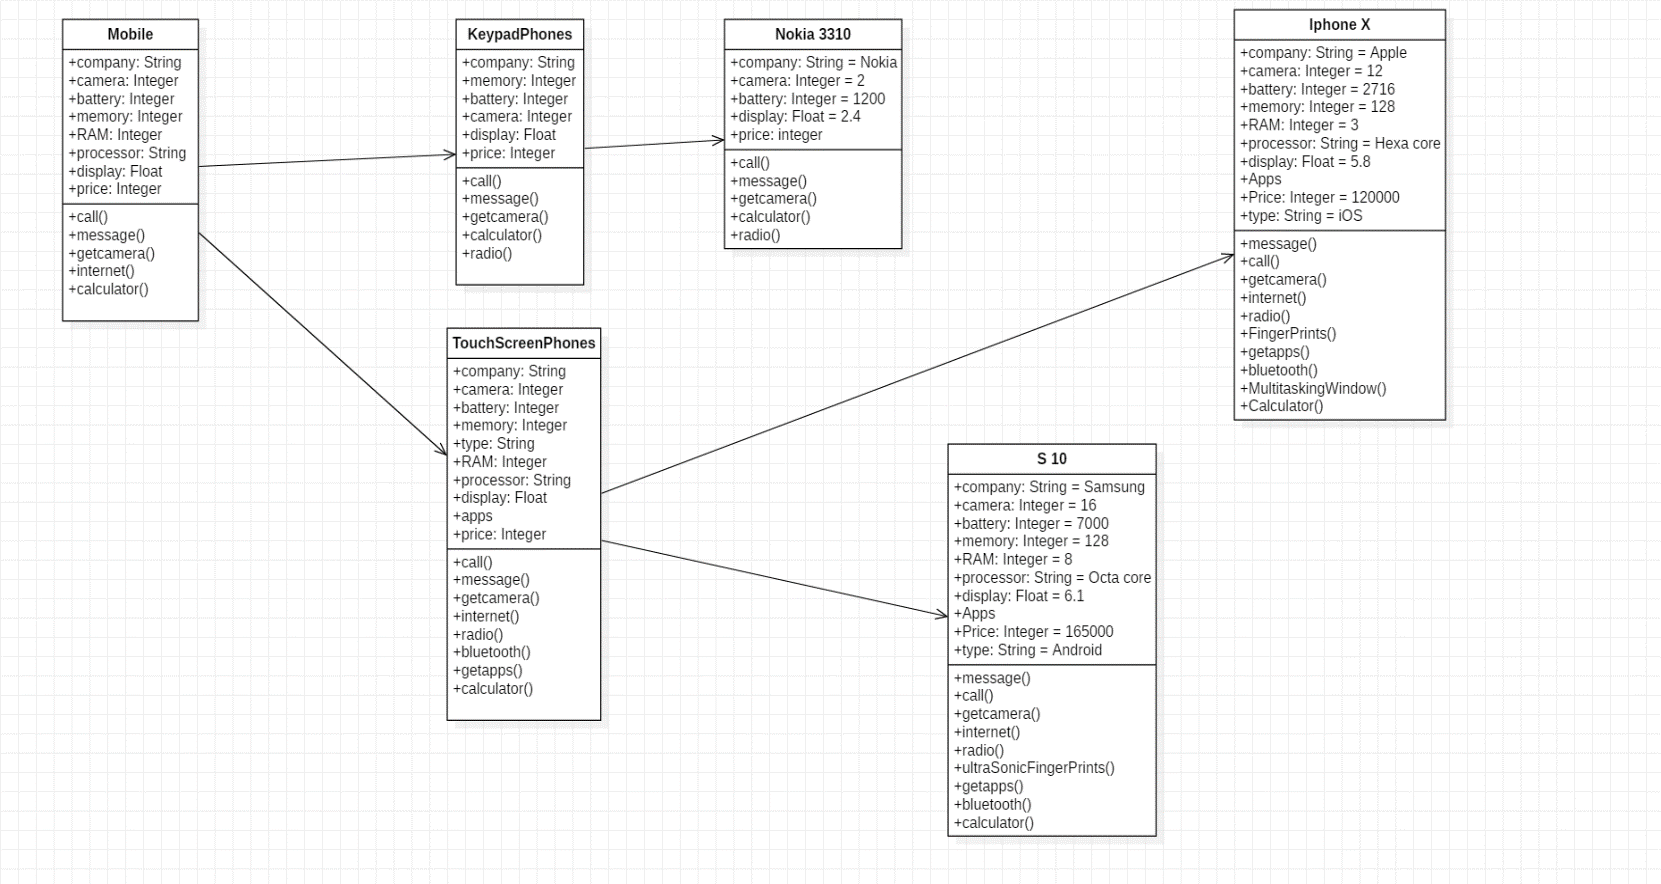 Mobile
+company: String
+camera: Integer
+battery: Integer
+memory: Integer
+RAM: Integer
+processor: String
+display: Float
+price: Integer
+call()
+message()
+getcamera()
+internet()
+calculator()
KeypadPhones
+company: String
+memory: Integer
+battery: Integer
+camera: Integer
+display: Float
+price: Integer
+call()
+message()
+getcamera()
+calculator()
+radio()
Nokia 3310
+company: String = Nokia
+camera: Integer = 2
+battery: Integer = 1200
+display: Float = 2.4
+price: integer
+call()
+message()
+getcamera()
+calculator()
+radio()
Iphone X
+company: String = Apple
+camera: Integer = 12
+battery: Integer = 2716
+memory: Integer = 128
+RAM: Integer = 3
+processor: String = Hexa core
+display: Float = 5.8
+Apps
+Price: Integer = 120000
+type: String = iOS
+message()
+call()
+getcamera()
+internet()
+radio()
+FingerPrints()
+getapps()
+bluetooth()
+MultitaskingWindow()
+Calculator()
TouchScreenPhones
+company: String
+camera: Integer
+battery: Integer
+memory: Integer
+type: String
+RAM: Integer
+processor: String
+display: Float
+apps
+price: Integer
+call()
+message()
+getcamera()
+internet()
+radio()
+bluetooth()
+getapps()
+calculator()
S 10
+company: String = Samsung
+camera: Integer = 16
+battery: Integer = 7000
+memory: Integer = 128
+RAM: Integer = 8
+processor: String = Octa core
+display: Float = 6.1
+Apps
+Price: Integer = 165000
+type: String = Android
+message()
+call()
+getcamera()
+internet()
+radio()
+ultraSonicFingerPrints()
+getapps()
+bluetooth()
+calculator()